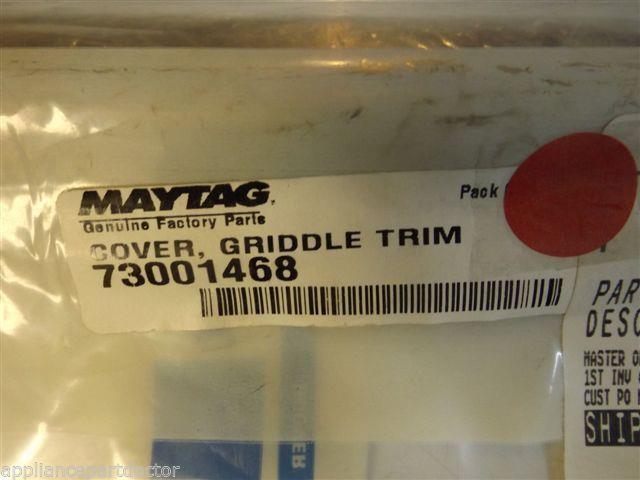 MAYTAG
Genuine Factory Parts
Pack
COVER, GRIDDLE TRIM
73001468
PAR
DESC
MASTER O
1ST INV
CUST PO
SHIP
appliancepartdoctor